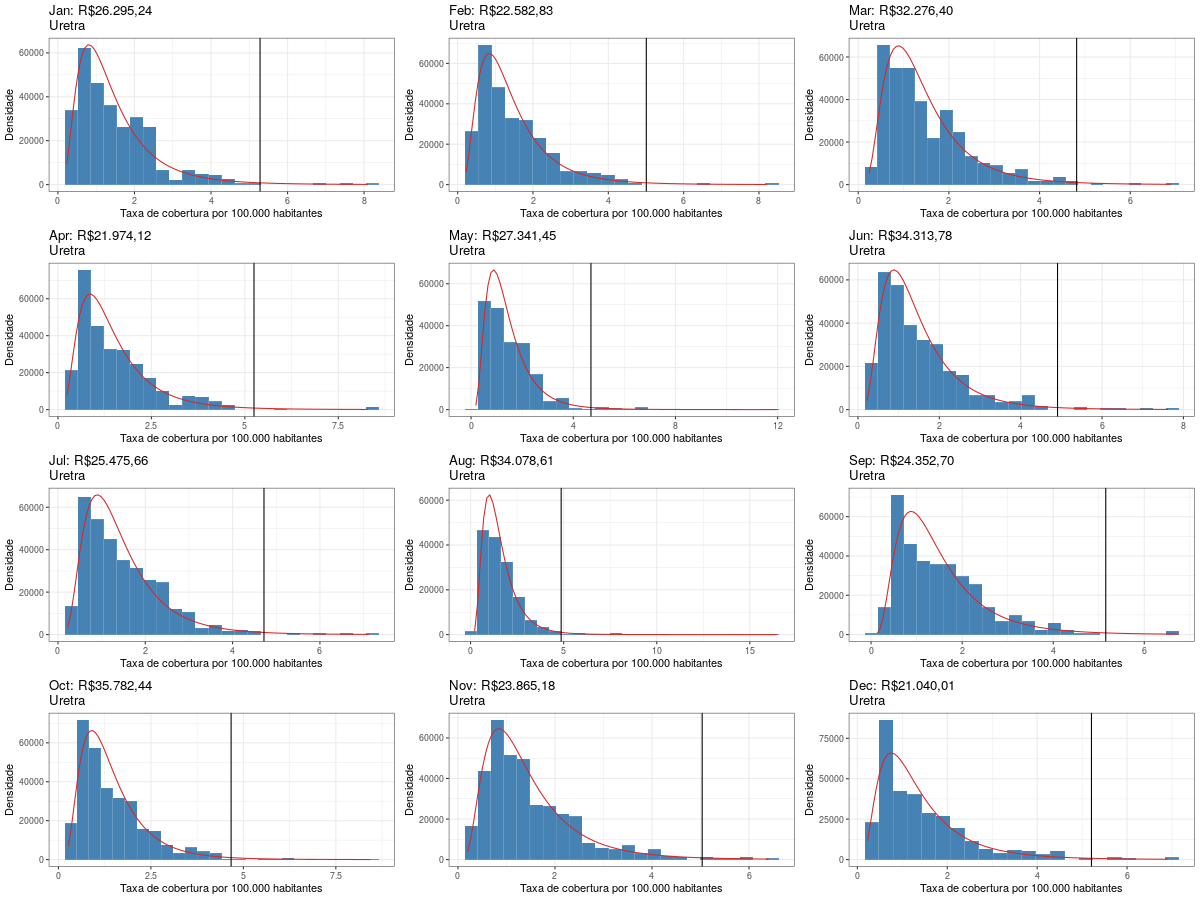 Jan: R$26.295,24
Uretra
Densidade
60000
40000
20000
0
0 2 4 6 8
Taxa de cobertura por 100.000 habitantes
Feb: R$22.582,83
Uretra
Densidade
60000
40000
20000
0
0 2 4 6 8
Taxa de cobertura por 100.000 habitantes
Mar: R$32.276,40
Uretra
Densidade
60000
40000
20000
0
0 2 4 6
Taxa de cobertura por 100.000 habitantes
Apr: R$21.974,12
Uretra
Densidade
60000
40000
20000
0
0 2.5 5 7.5
Taxa de cobertura por 100.000 habitantes
May: R$27.341,45
Uretra
Densidade
60000
40000
20000
0
0 4 8 12
Taxa de cobertura por 100.000 habitantes
Jun: R$34.313,78
Uretra
Densidade
60000
40000
20000
0
0 2 4 6 8
Taxa de cobertura por 100.000 habitantes
Jul: R$25.475,66
Uretra
Densidade
60000
40000
20000
0
0 2 4 6
Taxa de cobertura por 100.000 habitantes
Aug: R$34.078,61
Uretra
Densidade
60000
40000
20000
0
0 5 10 15
Taxa de cobertura por 100.000 habitantes
Sep: R$24.352,70
Uretra
Densidade
60000
40000
20000
0
0 2 4 6
Taxa de cobertura por 100.000 habitantes
Oct: R$35.782,44
Uretra
Densidade
60000
40000
20000
0
0 2.5 5 7.5
Taxa de cobertura por 100.000 habitantes
Nov: R$23.865,18
Uretra
Densidade
60000
40000
20000
0
0 2 4 6
Taxa de cobertura por 100.000 habitantes
Dec: R$21.040,01
Uretra
Densidade
75000
50000
25000
0
0 2 4 6
Taxa de cobertura por 100.000 habitantes